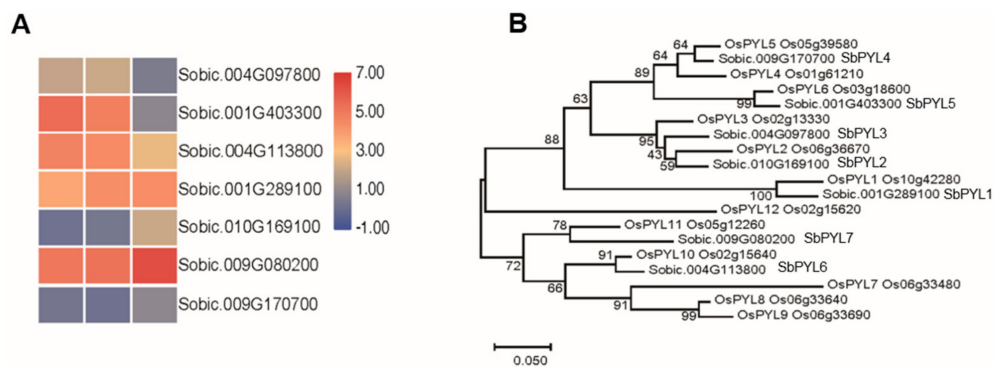 A
Sobic.004G097800
Sobic.001G403300
Sobic.004G113800
Sobic.001G289100
Sobic.010G169100
Sobic.009G080200
Sobic.009G170700
7.00
5.00
3.00
1.00
-1.00
B
64 OsPYL5 Os05g39580
64 Sobic.009G170700 SbPYL4
89 OsPYL4 Os01g61210
OsPYL6 Os03g18600
63 99 Sobic.001G403300 SbPYL5
OsPYL3 Os02g13330
88 95 Sobic.004G097800 SbPYL3
43 OsPYL2 Os06g36670
59 Sobic.010G169100 SbPYL2
OsPYL1 Os10g42280
100 Sobic.001G289100 SbPYL1
OsPYL12 Os02g15620
78 OsPYL11 Os05g12260
Sobic.009G080200 SbPYL7
72 91 OsPYL10 Os02g15640
Sobic.004G113800 SbPYL6
66 OsPYL7 Os06g33480
91 OsPYL8 Os06g33640
99 OsPYL9 Os06g33690
0.050